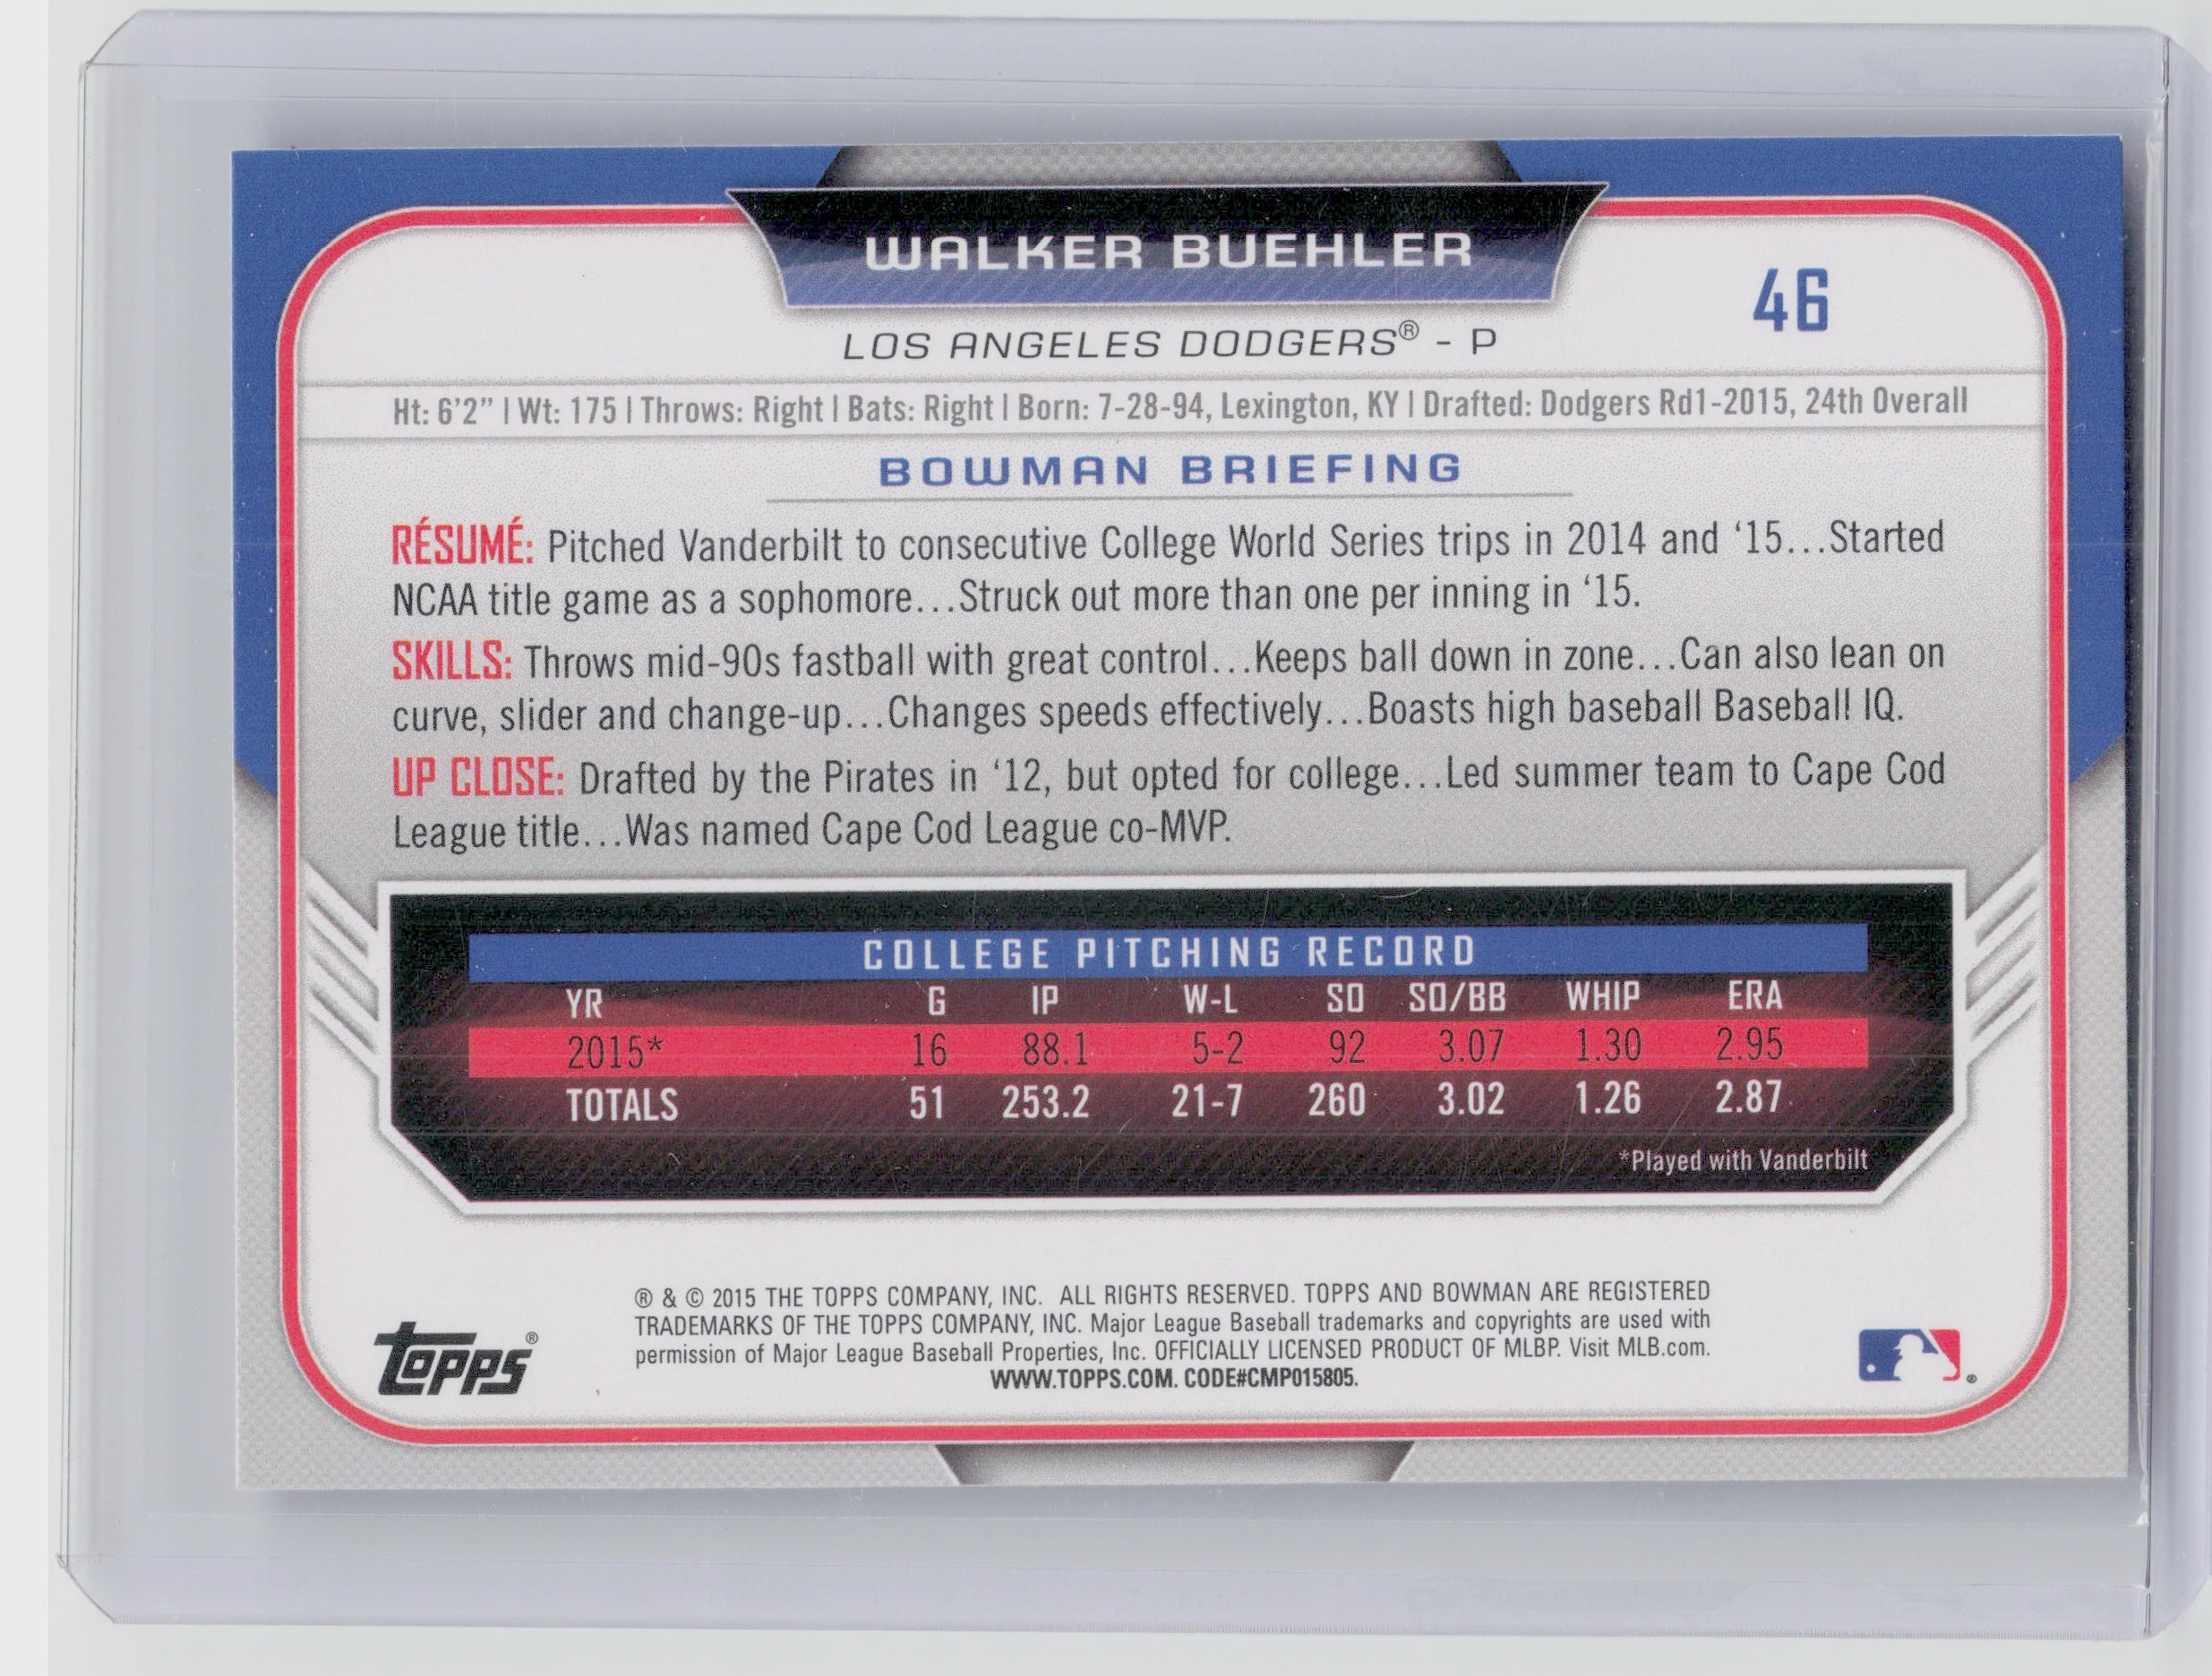 WALKER BUEHLER
46
LOS ANGELES DODGERS® - P
Ht: 6'2” | Wt: 175 | Throws: Right | Bats: Right | Born: 7-28-94, Lexington, KY | Drafted: Dodgers Rd1-2015, 24th Overall
BOWMAN BRIEFING
RÉSUMÉ: Pitched Vanderbilt to consecutive College World Series trips in 2014 and ‘15...Started
NCAA title game as a sophomore...Struck out more than one per inning in ‘15.
SKILLS: Throws mid-90s fastball with great control...Keeps ball down in zone...Can also lean on
curve, slider and change-up...Changes speeds effectively...Boasts high baseball Baseball IQ.
UP CLOSE: Drafted by the Pirates in ‘12, but opted for college...Led summer team to Cape Cod
League title...Was named Cape Cod League co-MVP.
COLLEGE PITCHING RECORD
YR G IP W-L SO SO/BB WHIP ERA
2015* 16 88.1 5-2 92 3.07 1.30 2.95
TOTALS 51 253.2 21-7 260 3.02 1.26 2.87
*Played with Vanderbilt
® & © 2015 THE TOPPS COMPANY, INC. ALL RIGHTS RESERVED. TOPPS AND BOWMAN ARE REGISTERED
TRADEMARKS OF THE TOPPS COMPANY, INC. Major League Baseball trademarks and copyrights are used with
permission of Major League Baseball Properties, Inc. OFFICIALLY LICENSED PRODUCT OF MLBP. Visit MLB.com.
WWW.TOPPS.COM. CODE#CMP015805.
Topps®
®